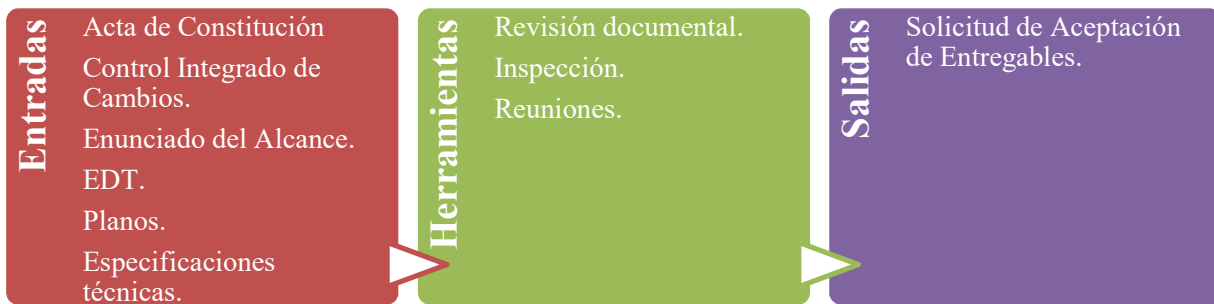 Entradas
Acta de Constitución
Control Integrado de
Cambios.
Enunciado del Alcance.
EDT.
Planos.
Especificaciones
técnicas.
Herramientas
Revisión documental.
Inspección.
Reuniones.
Salidas
Solicitud de Aceptación
de Entregables.